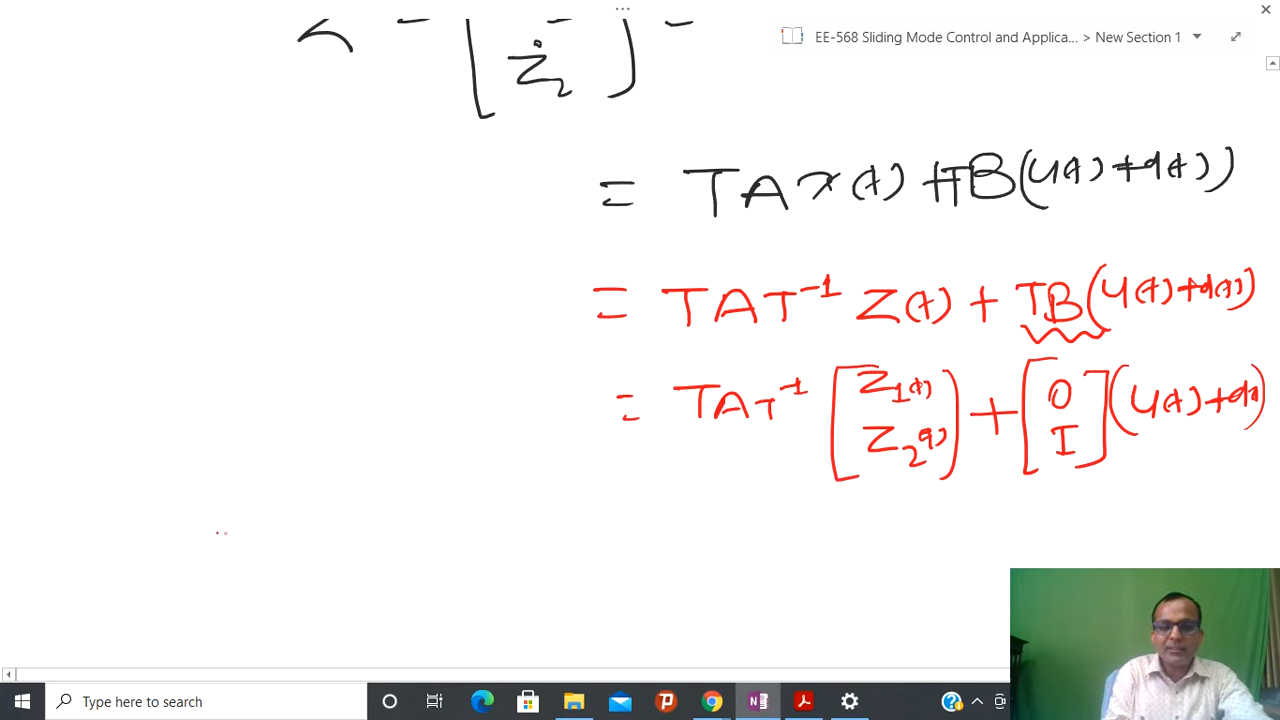 EE-568 Sliding Mode Control and Applica... > New Section 1
Ż₂
= TAx(t) + TB(u(t)+d(t))
= TAT⁻¹ Z(t) + TB(u(t)+d(t))
= TAT⁻¹ [Z₁(t) Z₂(t)] + [0 I] (u(t)+d(t))
Type here to search